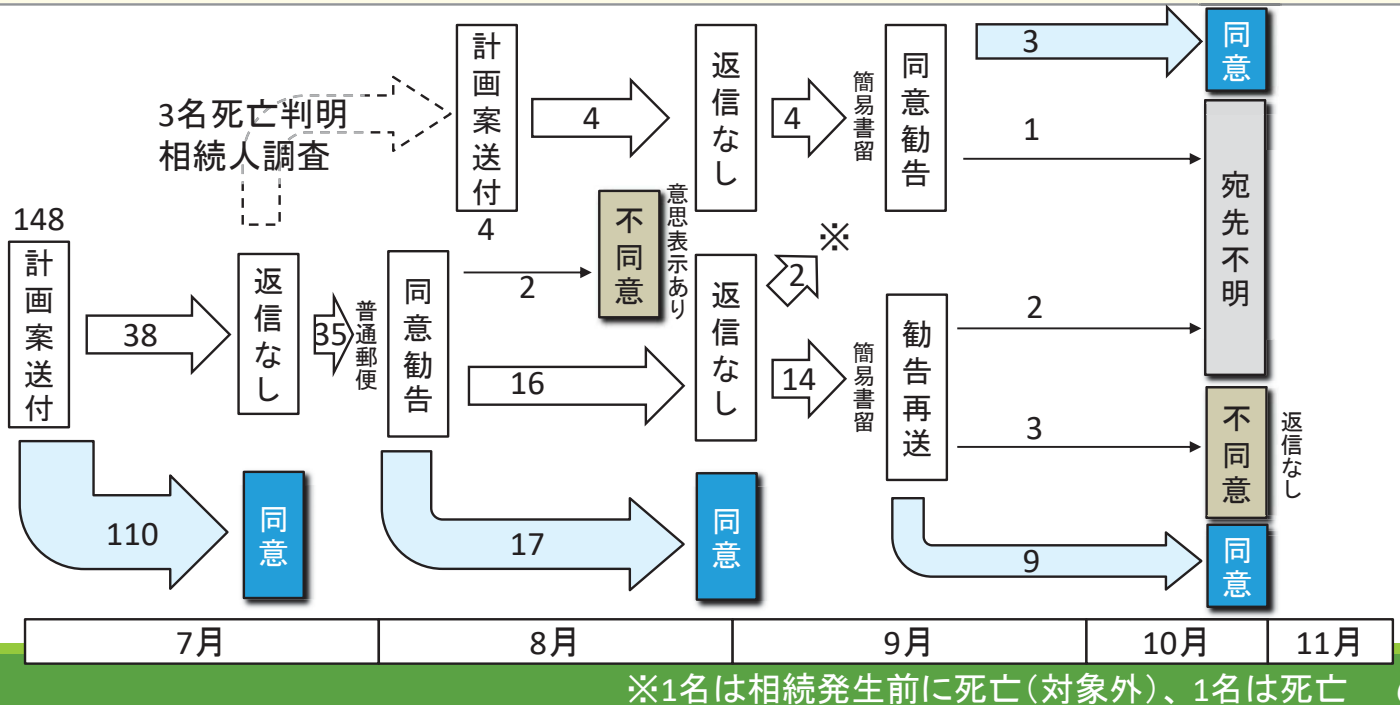 148
計画案送付
38
110
同意
3名死亡判明
相続人調査
返信なし
35
普通郵便
同意勧告
計画案送付
4
4
返信なし
4
簡易書留
同意勧告
3
同意
1
宛先不明
2
不同意
意思表示あり
16
返信なし
2
※
14
簡易書留
勧告再送
2
3
不同意
返信なし
17
同意
9
同意
7月
8月
9月
10月
11月
※1名は相続発生前に死亡(対象外)、1名は死亡